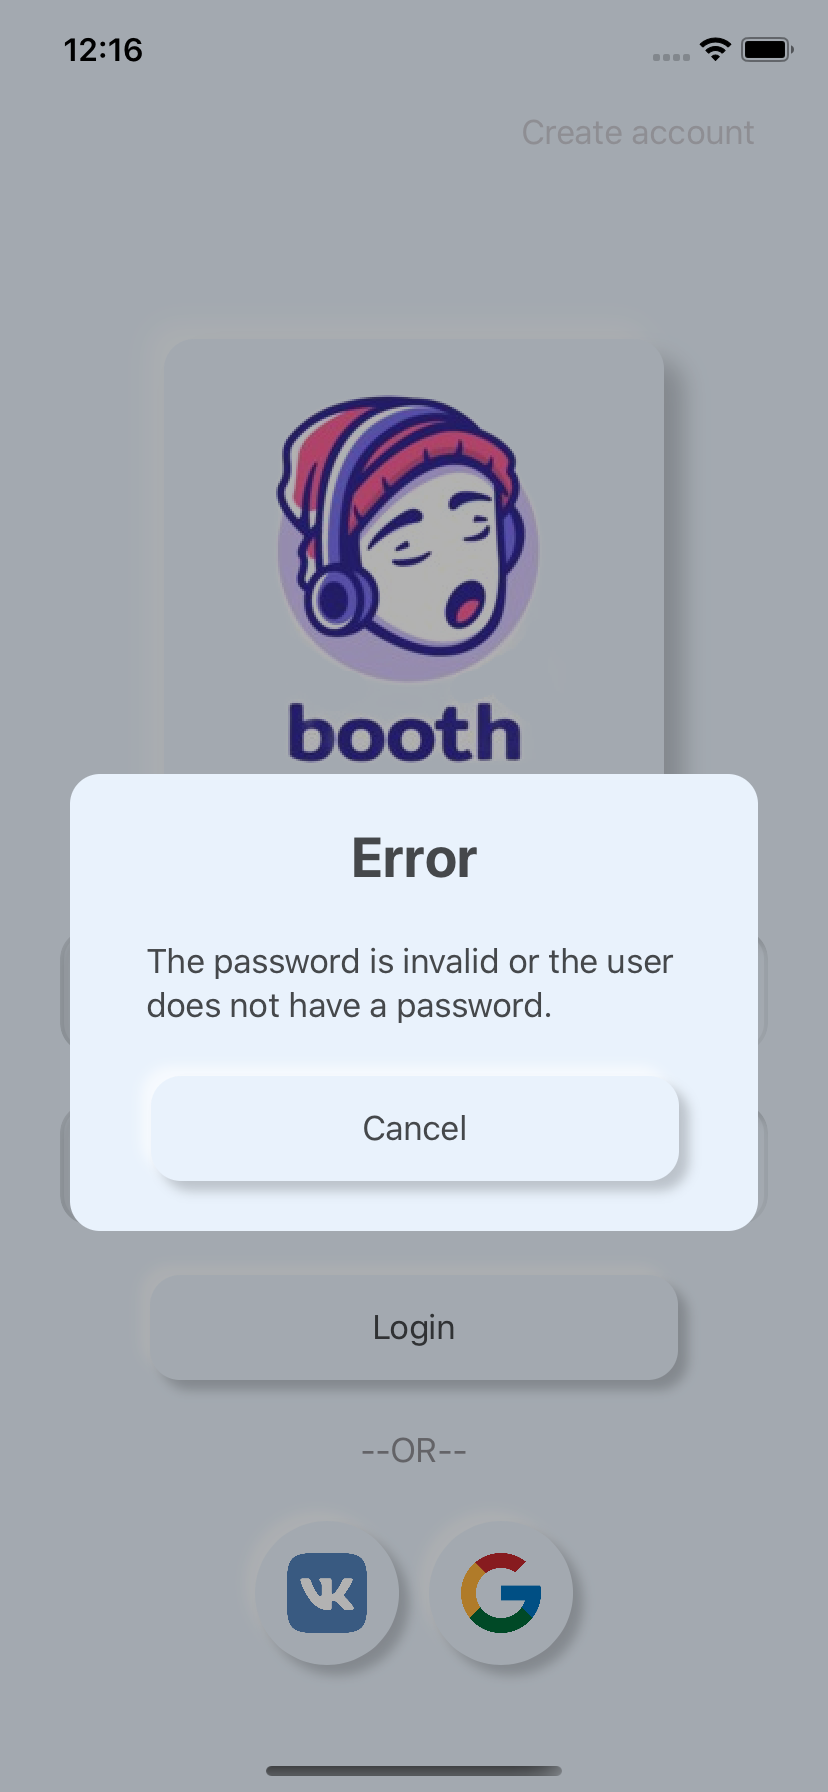 12:16
Create account
booth
Error
The password is invalid or the user
does not have a password.
Cancel
Login
--OR--
VK
G